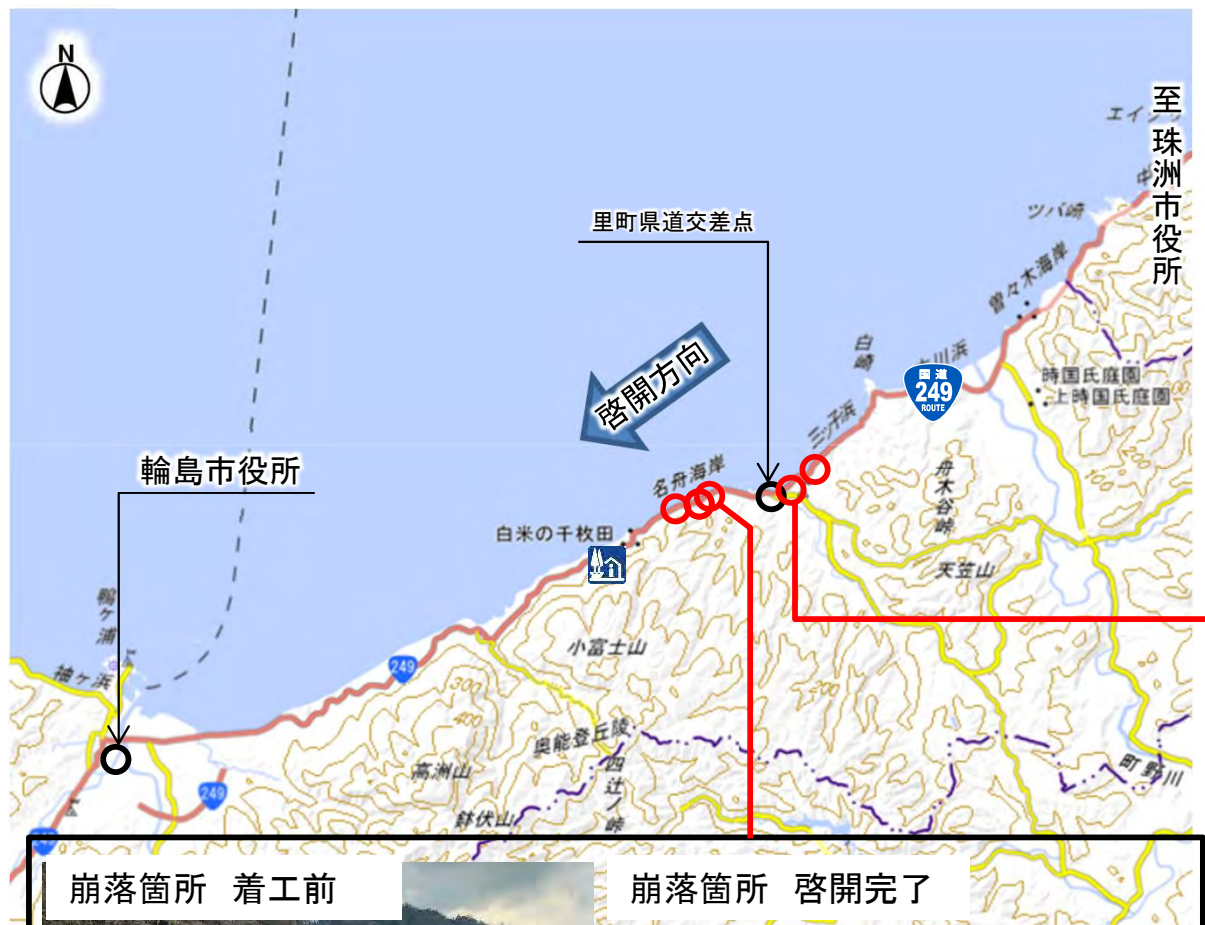 N
至 珠洲市役所
ツバ崎
里町県道交差点
曽々木海岸
白崎
国道
249
ROUTE
時国氏庭園
上時国氏庭園
啓開方向
三ッ子浜
輪島市役所
名舟海岸
舟木谷峠
白米の千枚田
天笠山
鴨ヶ浦
小富士山
袖ヶ浜
249
300
400
奥能登丘陵
高洲山
四辻ノ峠
町野川
249
鉢伏山
崩落箇所 着工前
崩落箇所 啓開完了